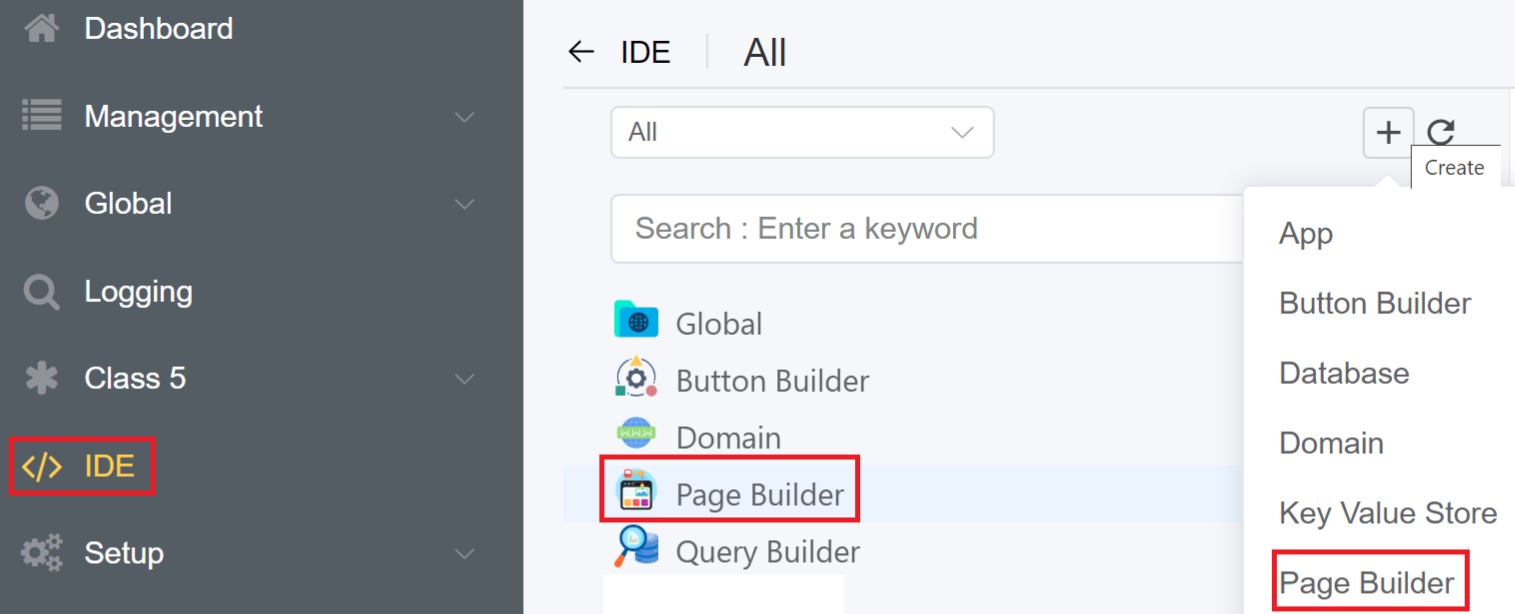 Dashboard
Management
Global
Logging
Class 5
</> IDE
Setup
IDE All
All
Create
Search : Enter a keyword
Global
Button Builder
WWW Domain
Page Builder
Query Builder
App
Button Builder
Database
Domain
Key Value Store
Page Builder